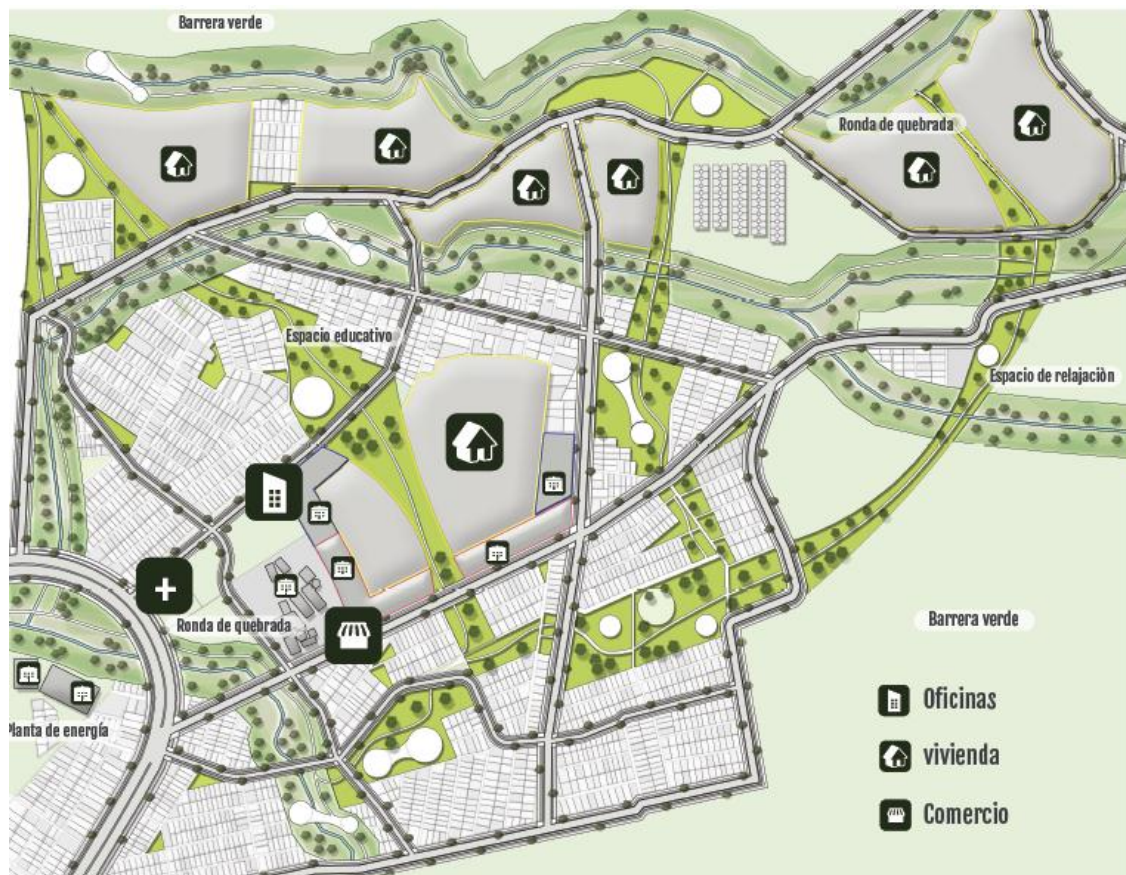 Barrera verde
Ronda de quebrada
Espacio educativo
Espacio de relajaciòn
Ronda de quebrada
Barrera verde
Planta de energía
Oficinas
vivienda
Comercio